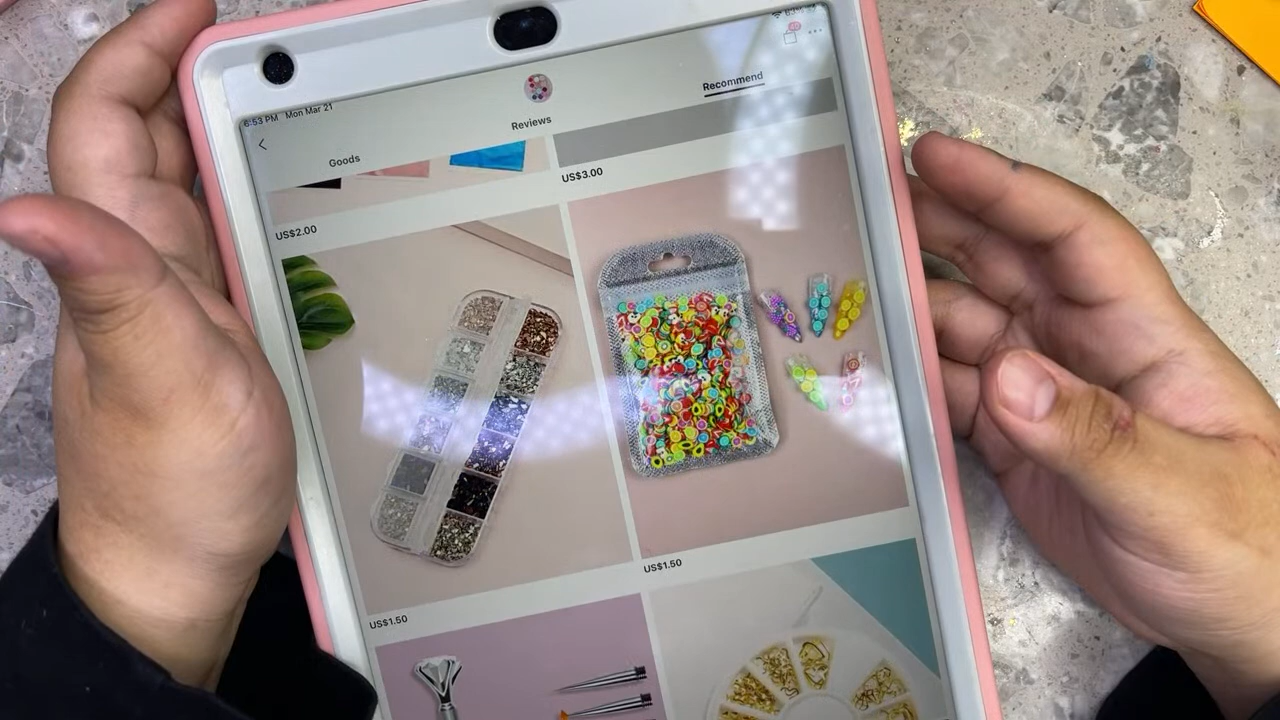 6:53 PM Mon Mar 21
Goods
Reviews
Recommend
US$2.00
US$3.00
US$1.50
US$1.50